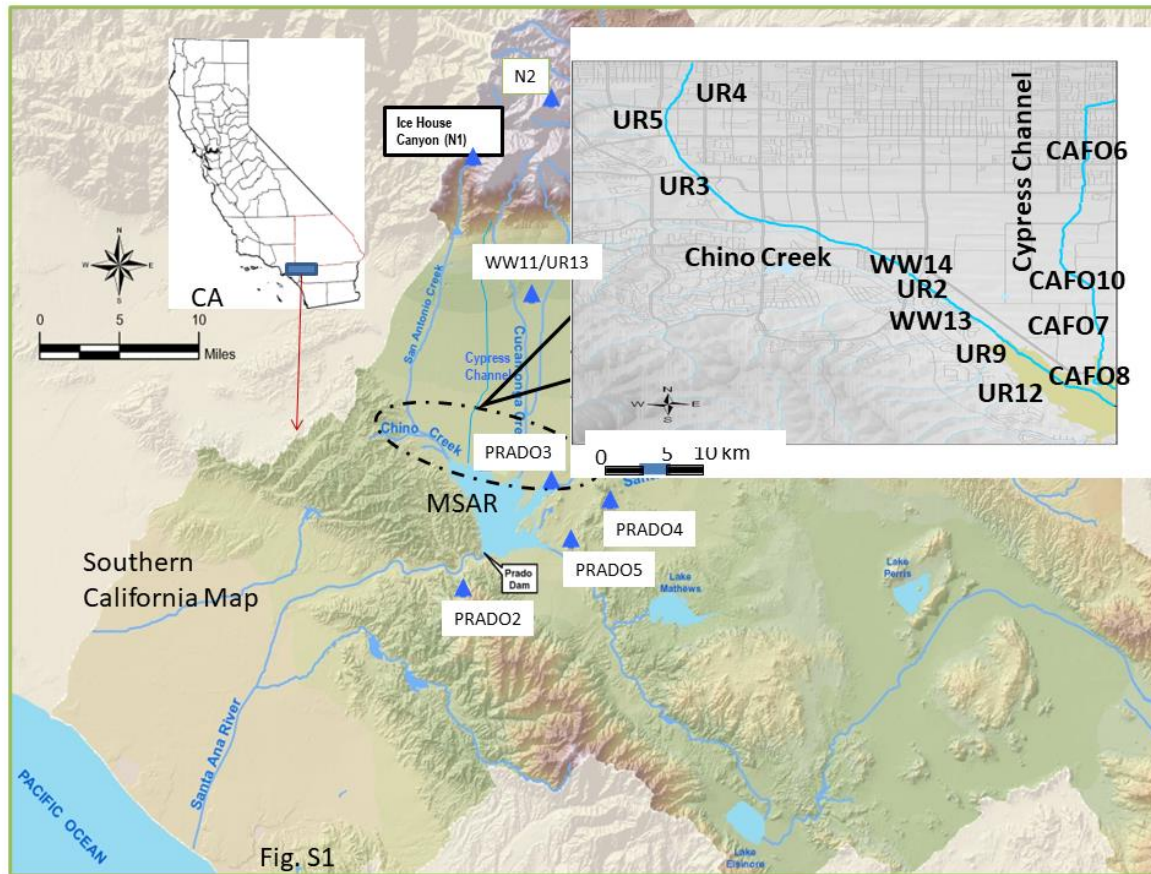 N2
Ice House
Canyon (N1)
N
W
E
S
CA
0
5
10
Miles
WW11/UR13
San Antonio Creek
Cypress
Channel
Chino Creek
PRADO3
MSAR
PRADO4
PRADO5
Prado
Dam
PRADO2
Southern
California Map
Lake
Mathews
Lake
Perris
Santa Ana River
PACIFIC OCEAN
Fig. S1
Lake
Elsinore
UR4
UR5
UR3
Chino Creek
Cypress Channel
CAFO6
WW14
CAFO10
UR2
WW13
CAFO7
UR9
CAFO8
UR12
N
W
E
S
0
5
10 km